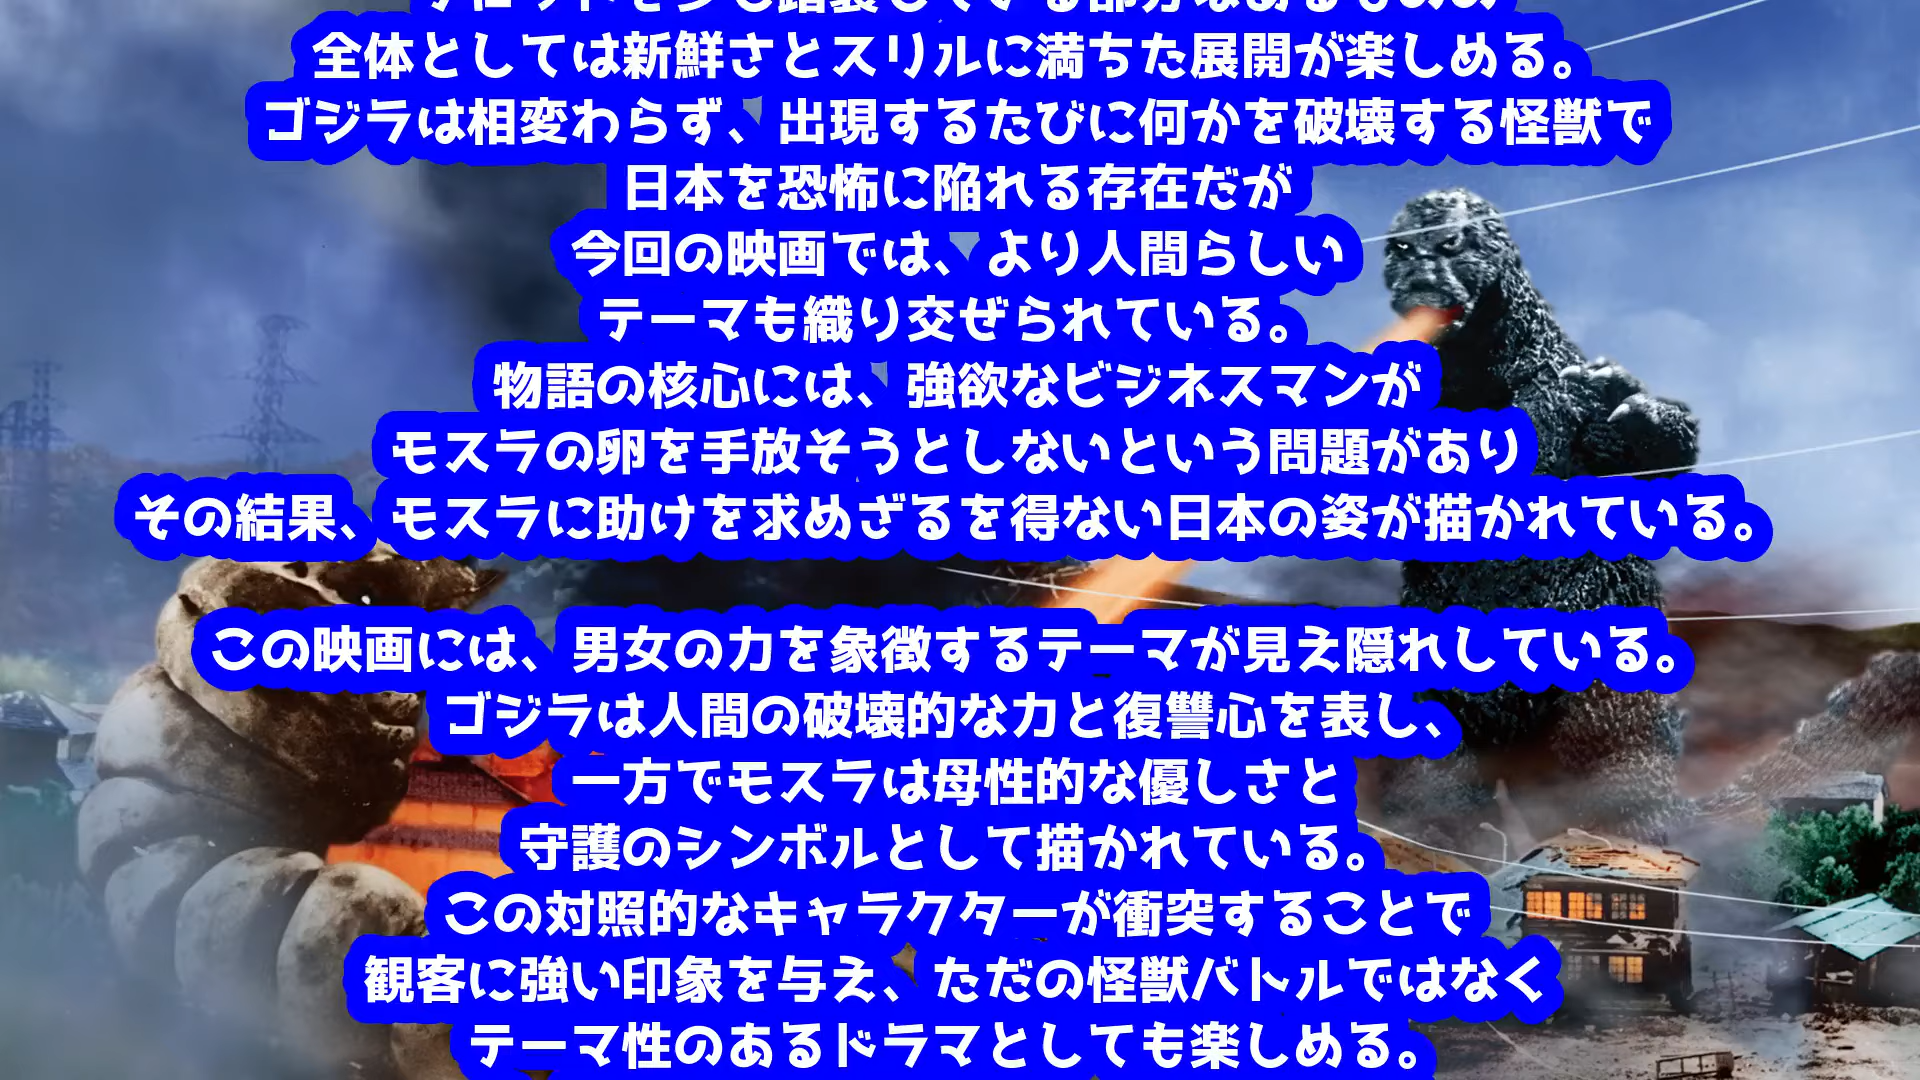 全体としては新鮮さとスリルに満ちた展開が楽しめる。
ゴジラは相変わらず、出現するたびに何かを破壊する怪獣で
日本を恐怖に陥れる存在だが
今回の映画では、より人間らしい
テーマも織り交ぜられている。
物語の核心には、強欲なビジネスマンが
モスラの卵を手放そうとしないという問題があり
その結果、モスラに助けを求めざるを得ない日本の姿が描かれている。
この映画には、男女の力を象徴するテーマが見え隠れしている。
ゴジラは人間の破壊的な力と復讐心を表し、
一方でモスラは母性的な優しさと
守護のシンボルとして描かれている。
この対照的なキャラクターが衝突することで
観客に強い印象を与え、ただの怪獣バトルではなく
テーマ性のあるドラマとしても楽しめる。